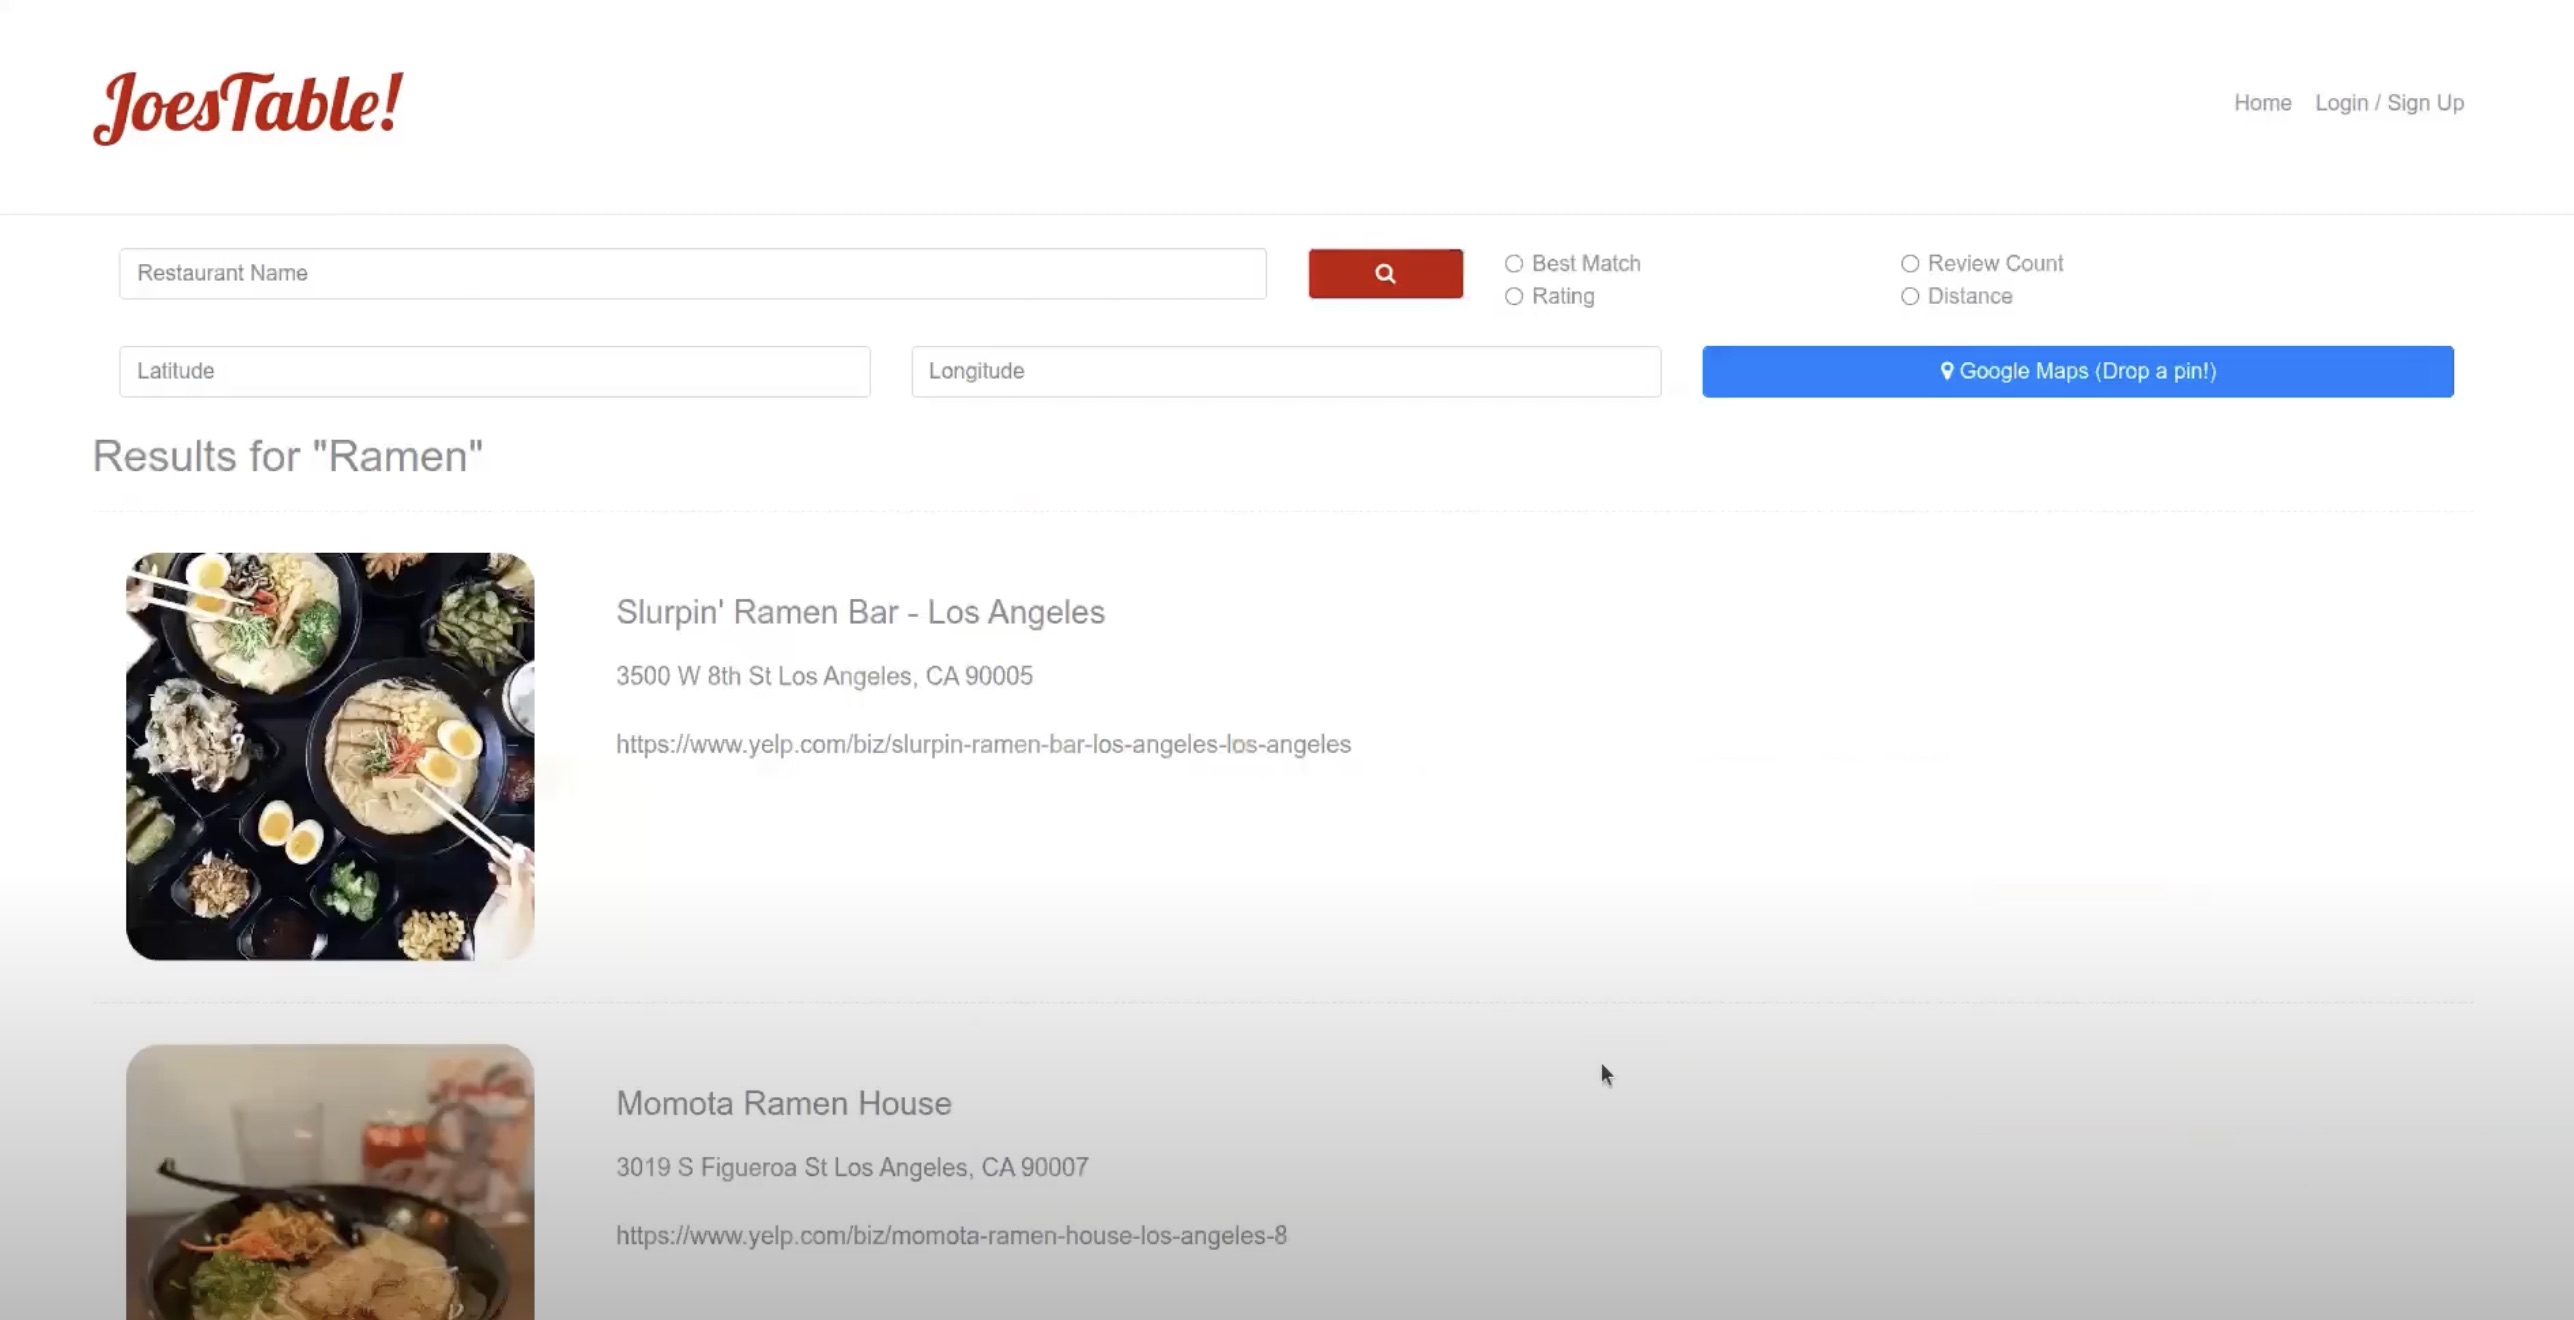 JoesTable!
Home Login / Sign Up
Restaurant Name
Best Match
Review Count
Rating
Distance
Latitude
Longitude
Google Maps (Drop a pin!)
Results for "Ramen"
Slurpin' Ramen Bar - Los Angeles
3500 W 8th St Los Angeles, CA 90005
https://www.yelp.com/biz/slurpin-ramen-bar-los-angeles-los-angeles
Momota Ramen House
3019 S Figueroa St Los Angeles, CA 90007
https://www.yelp.com/biz/momota-ramen-house-los-angeles-8